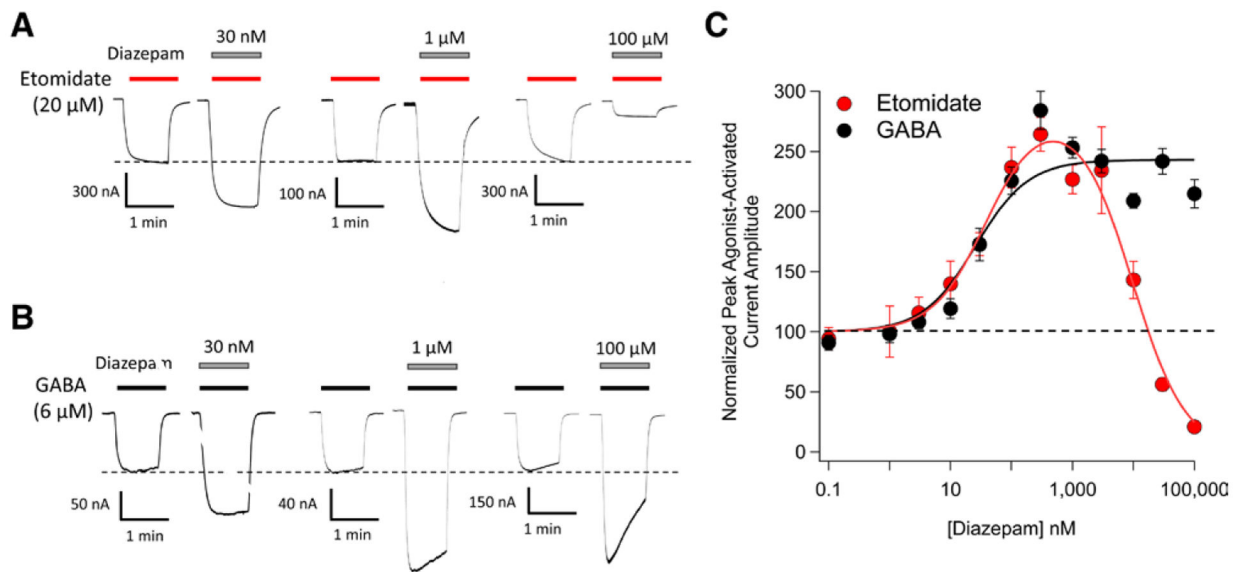 A
Diazepam 30 nM 1 µM 100 µM
Etomidate
(20 µM)
300 nA 1 min 100 nA 1 min 300 nA 1 min
B
Diazepam 30 nM 1 µM 100 µM
GABA
(6 µM)
50 nA 1 min 40 nA 1 min 150 nA 1 min
C
Normalized Peak Agonist-Activated
Current Amplitude
300
250
200
150
100
50
0
Etomidate
GABA
0.1 10 1,000 100,000
[Diazepam] nM